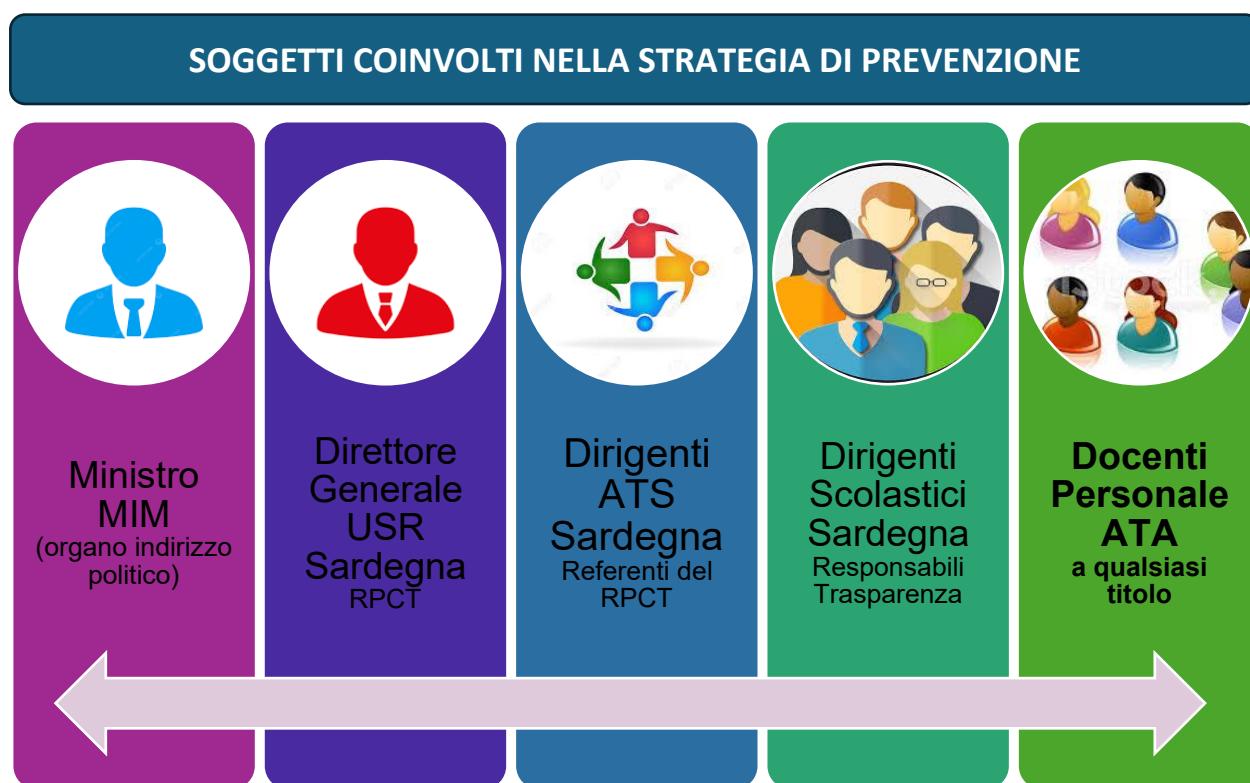 SOGGETTI COINVOLTI NELLA STRATEGIA DI PREVENZIONE
Ministro
MIM
(organo indirizzo
politico)
Direttore
Generale
USR
Sardegna
RPCT
Dirigenti
ATS
Sardegna
Referenti del
RPCT
Dirigenti
Scolastici
Sardegna
Responsabili
Trasparenza
Docenti
Personale
ATA
a qualsiasi
titolo